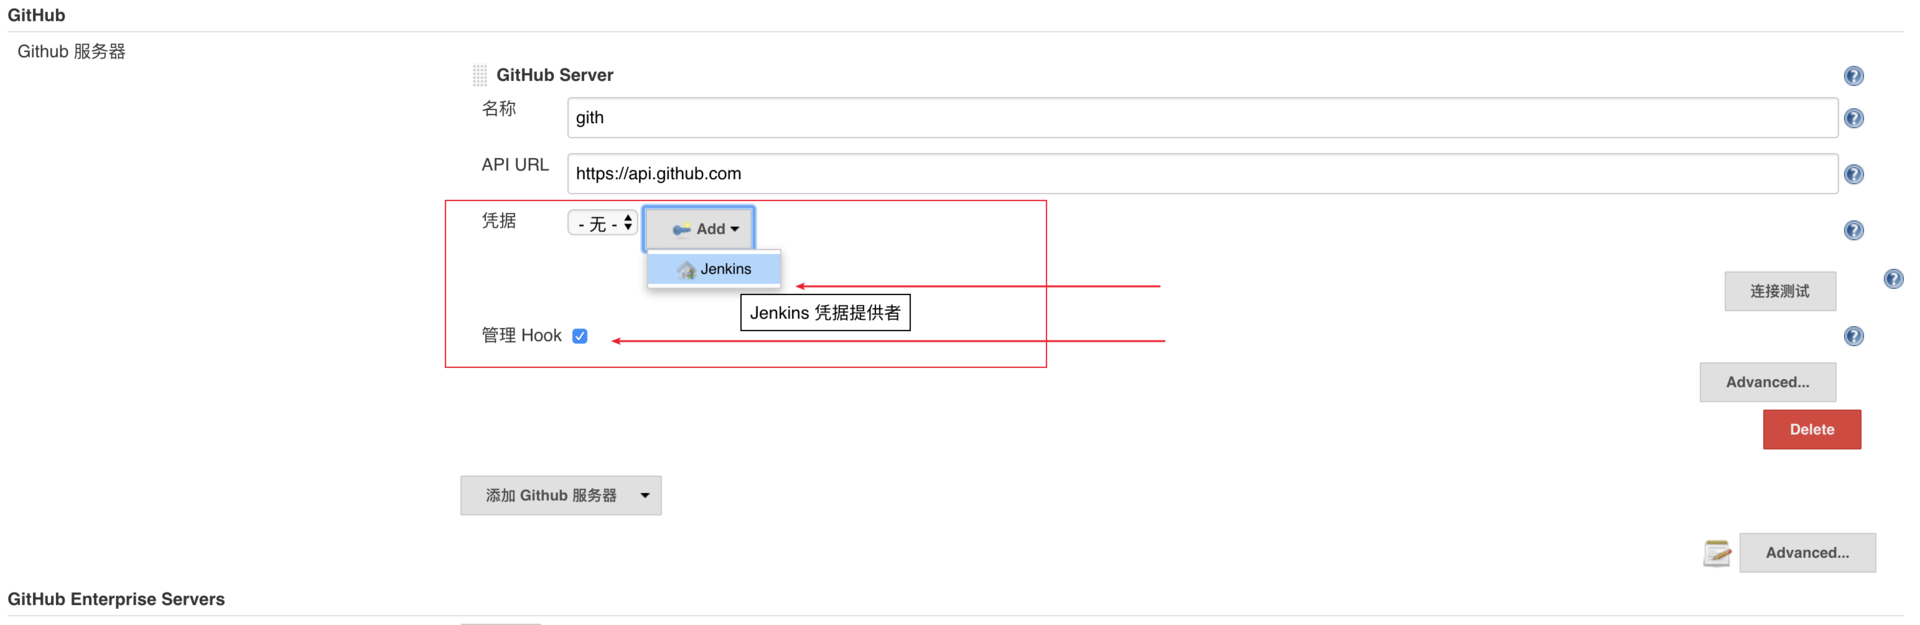 GitHub
Github 服务器
GitHub Server
名称
gith
API URL
https://api.github.com
凭据
- 无 -
Add
Jenkins
连接测试
Jenkins 凭据提供者
管理 Hook
Advanced...
Delete
添加 Github 服务器
Advanced...
GitHub Enterprise Servers